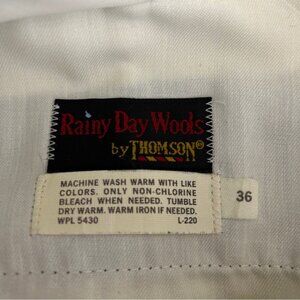 Rainy Day Wools
by THOMSON®
MACHINE WASH WARM WITH LIKE
COLORS. ONLY NON-CHLORINE
BLEACH WHEN NEEDED. TUMBLE
DRY WARM. WARM IRON IF NEEDED.
WPL 5430 L-220
36